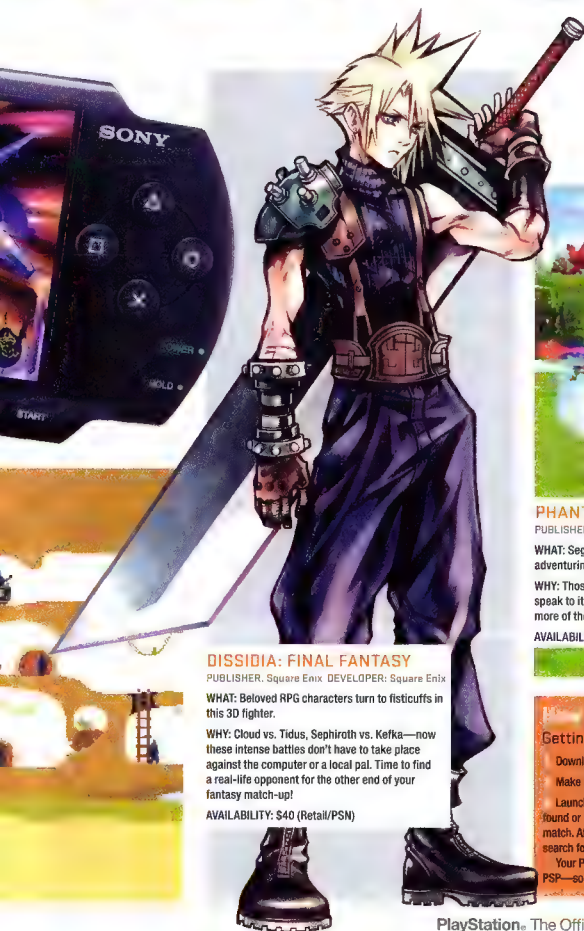 SONY
POWER
HOLD
START
DISSIDIA: FINAL FANTASY
PUBLISHER. Square Enix DEVELOPER: Square Enix
WHAT: Beloved RPG characters turn to fisticuffs in
this 3D fighter.
WHY: Cloud vs. Tidus, Sephiroth vs. Kefka—now
these intense battles don't have to take place
against the computer or a local pal. Time to find
a real-life opponent for the other end of your
fantasy match-up!
AVAILABILITY: $40 (Retail/PSN)
PUBLISHE
WHAT: Seg
adventurin
WHY: Thos
speak to it
more of the
AVAILABIL
Gettin
Downl
Make
Launc
found or
match. A
search fo
Your P
PSP—so
PlayStation® The Offi